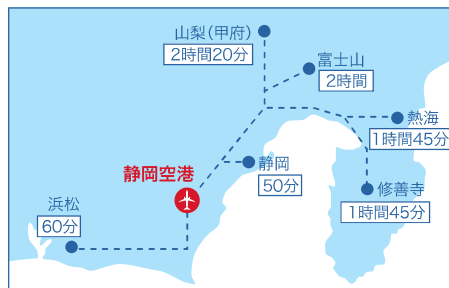 山梨（甲府）
2時間20分
富士山
2時間
熱海
1時間45分
静岡空港
静岡
50分
修善寺
1時間45分
浜松
60分